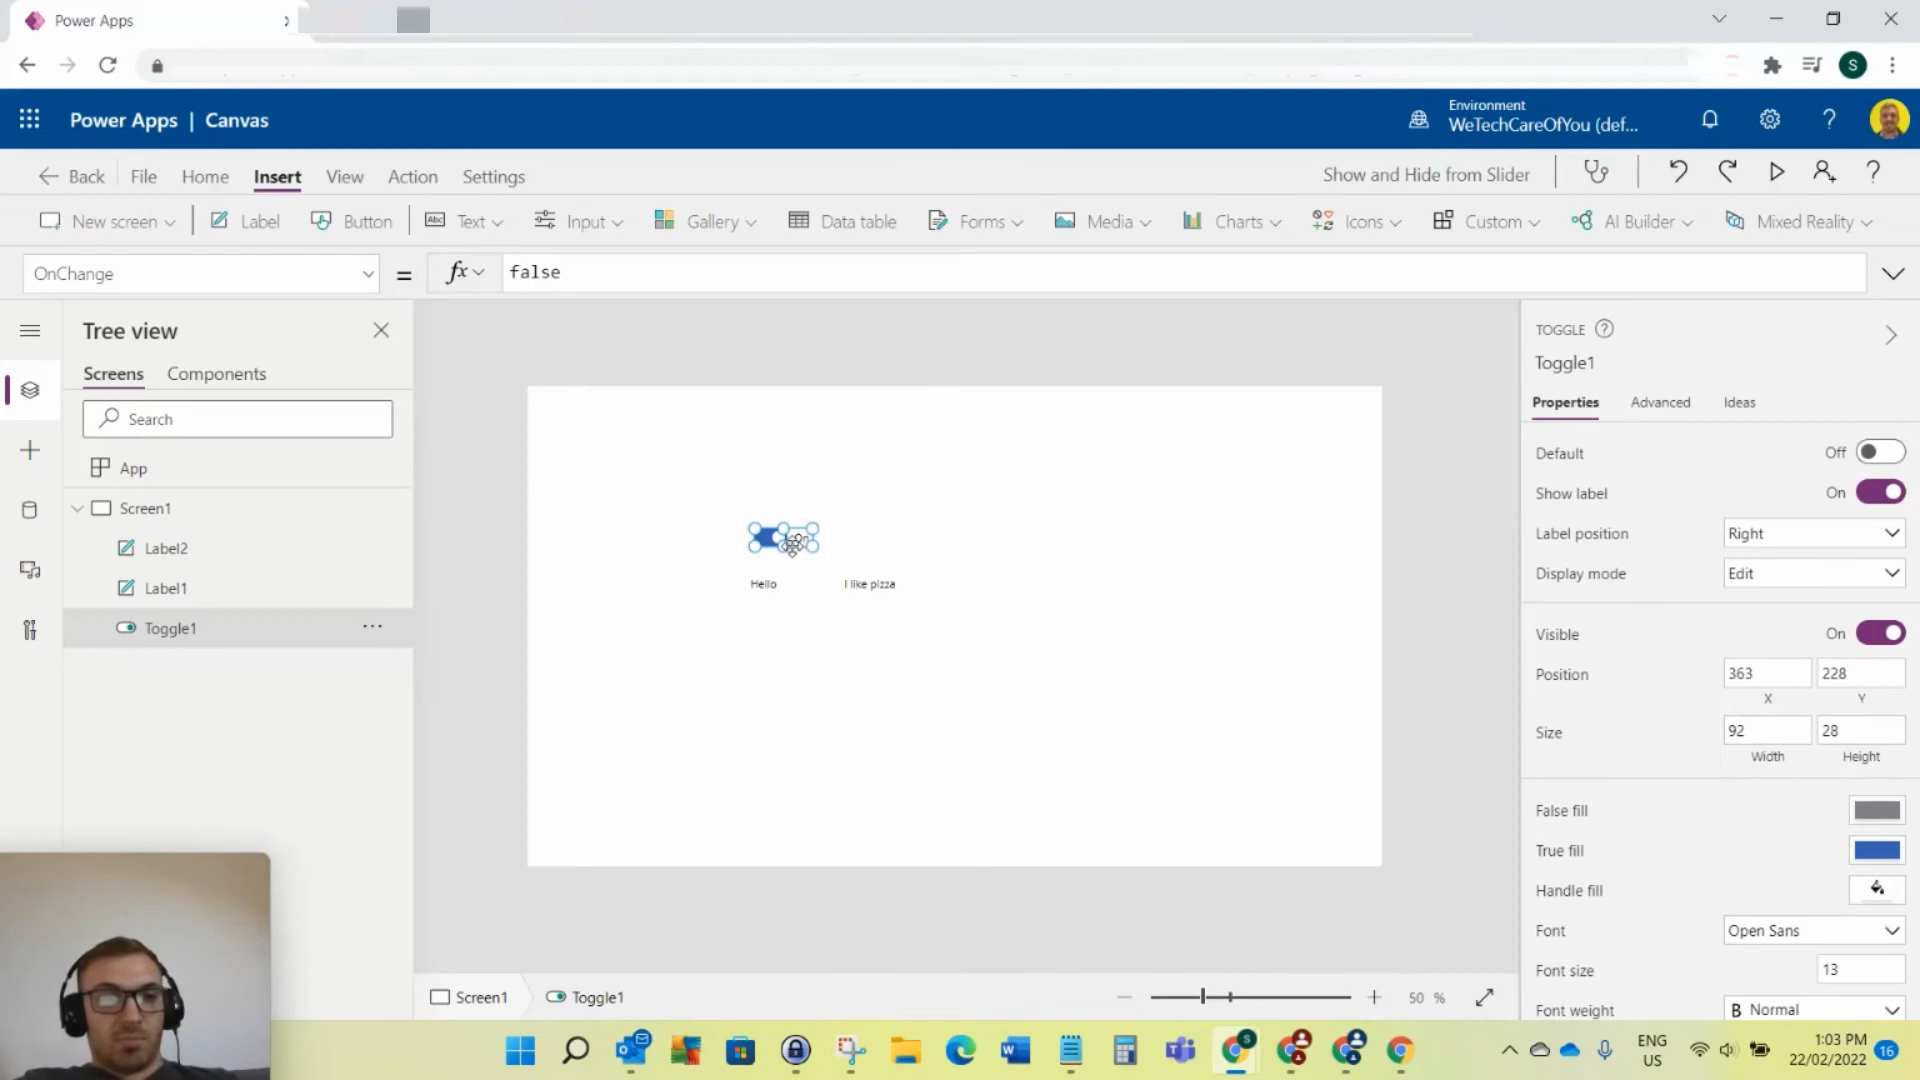 Power Apps
S
Power Apps | Canvas
Environment
WeTechCareOfYou (def...
Back File Home Insert View Action Settings
Show and Hide from Slider
New screen Label Button Text Input Gallery Data table Forms Media Charts Icons Custom AI Builder Mixed Reality
OnChange = fx false
Tree view
Screens Components
Search
App
Screen1
Label2
Label1
Toggle1
Hello I like pizza
TOGGLE
Toggle1
Properties Advanced Ideas
Default Off
Show label On
Label position Right
Display mode Edit
Visible On
Position 363 228
X Y
Size 92 28
Width Height
False fill
True fill
Handle fill
Font Open Sans
Font size 13
Font weight B Normal
Screen1 Toggle1
50 %
ENG
US
1:03 PM
22/02/2022
16